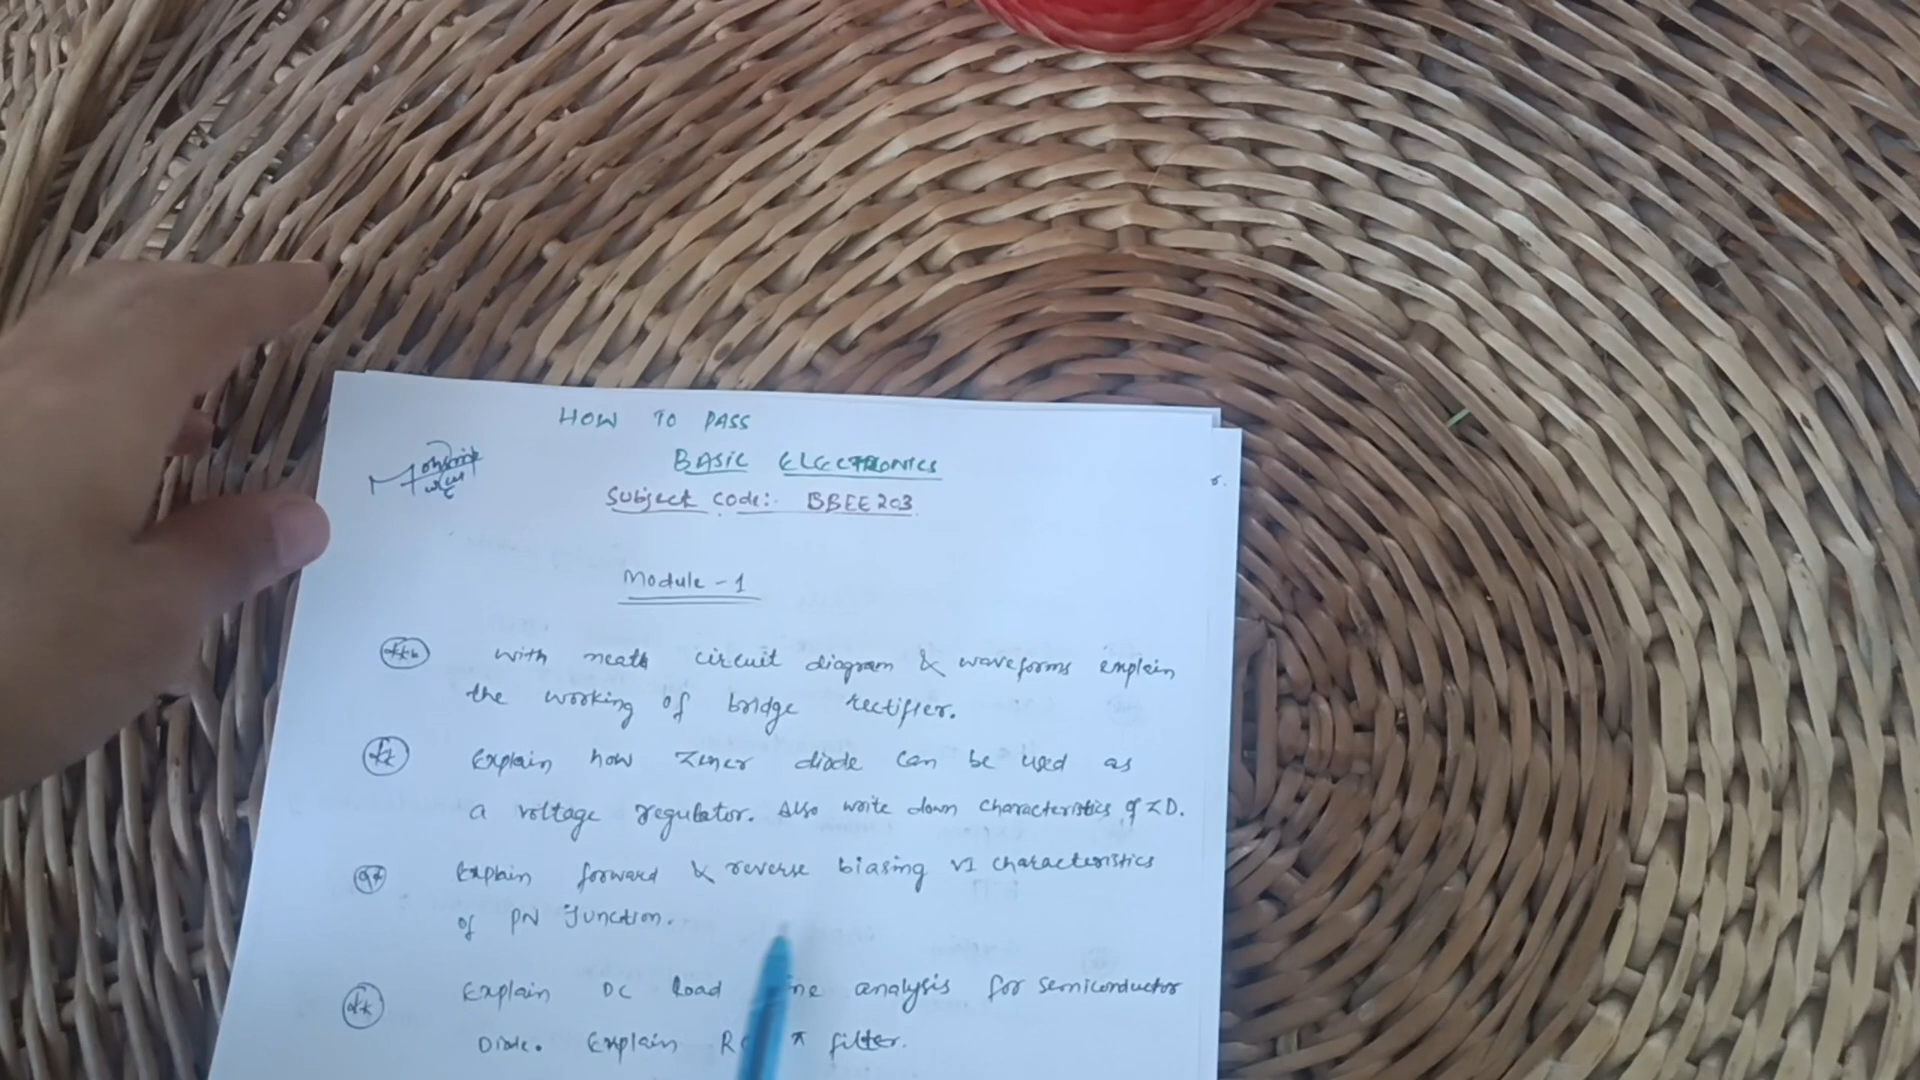 HOW TO PASS
BASIC ELECTRONICS
Subject Code:- BBEE203
Module - 1
With neath circuit diagram & waveforms explain
the working of bridge rectifier.
Explain how Zener diode can be used as
a voltage regulator. Also write down characteristics of ZD.
Explain forward & reverse biasing VI characteristics
of PN Junction.
Explain DC load analysis for semiconductor
Diode. Explain π filter.